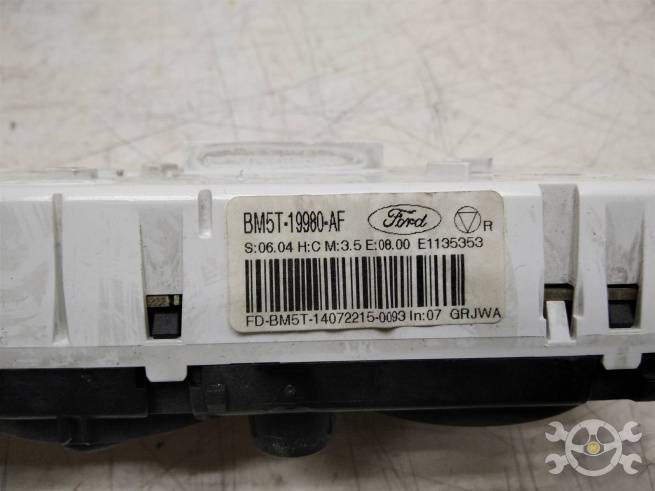 BM5T-19980-AF Ford R
S:06.04 H:C M:3.5 E:08.00 E1135353
FD-BM5T-14072215-0093 In:07 GRJWA